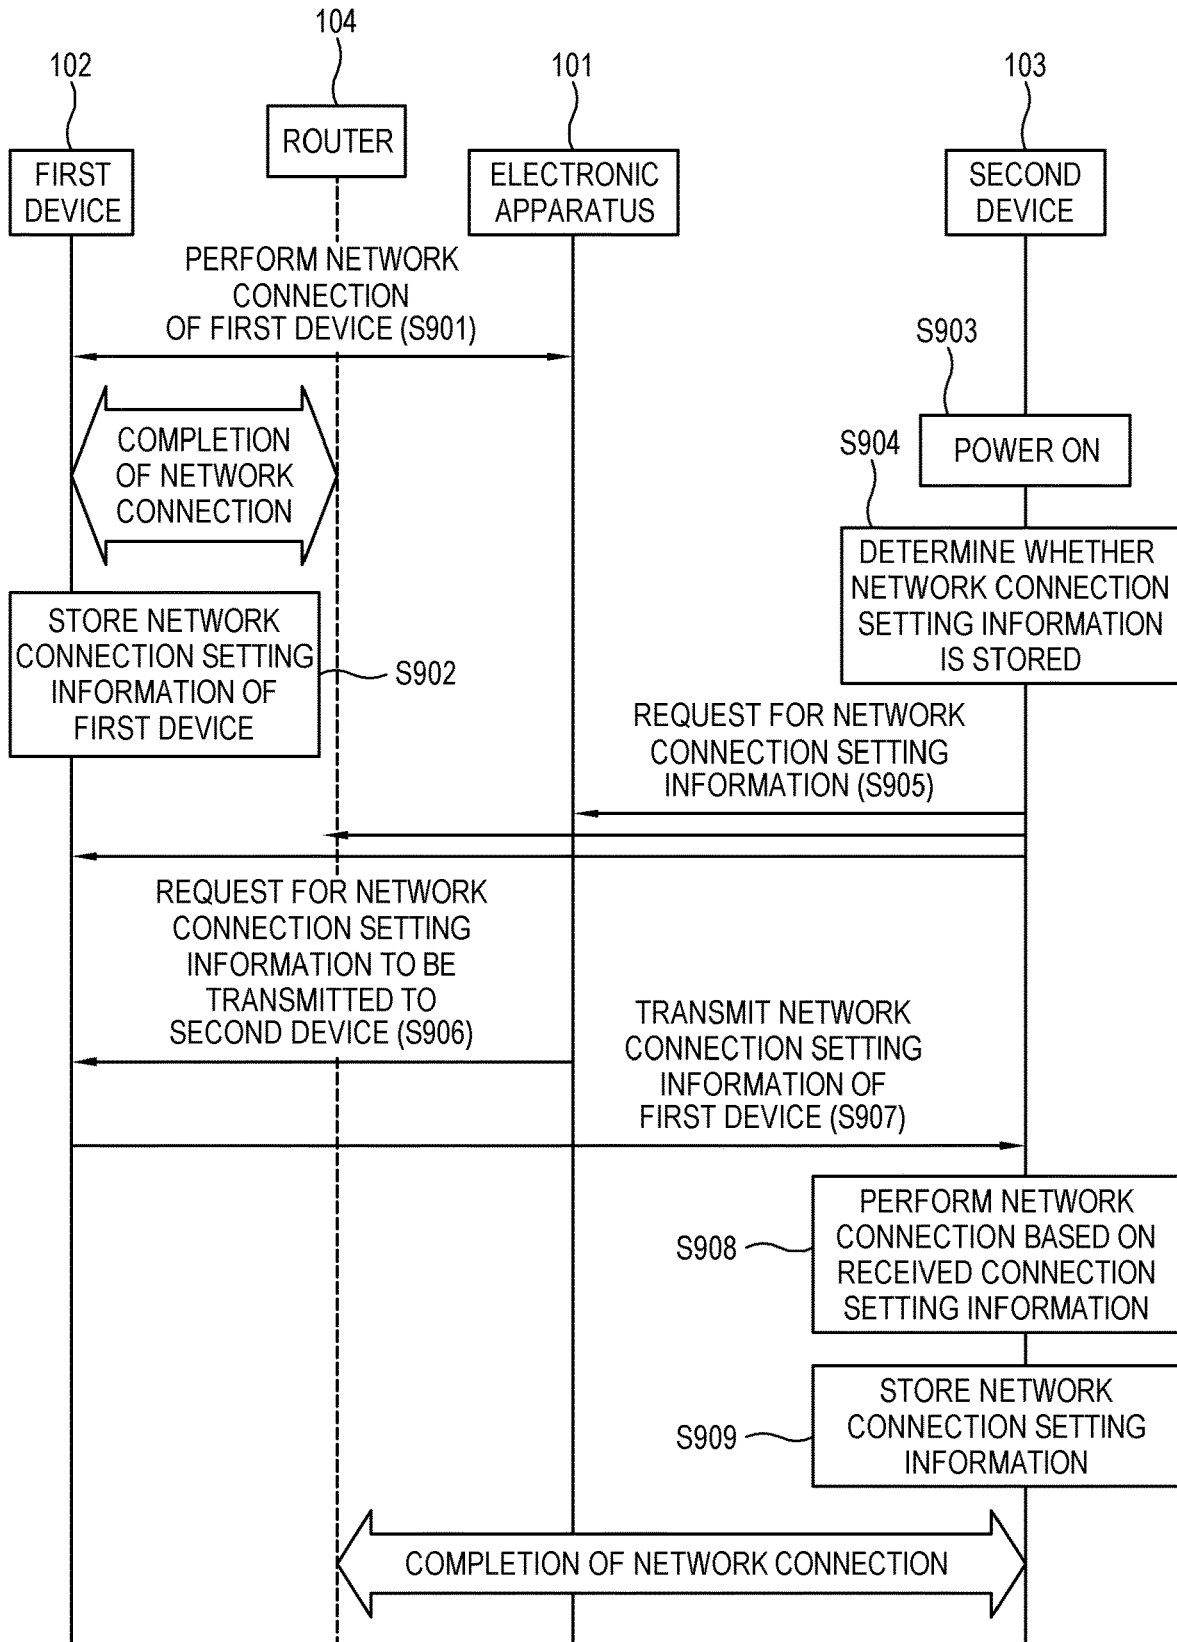 104
102
101
103
ROUTER
FIRST
DEVICE
ELECTRONIC
APPARATUS
SECOND
DEVICE
PERFORM NETWORK
CONNECTION
OF FIRST DEVICE (S901)
S903
POWER ON
COMPLETION
OF NETWORK
CONNECTION
S904
DETERMINE WHETHER
NETWORK CONNECTION
SETTING INFORMATION
IS STORED
STORE NETWORK
CONNECTION SETTING
INFORMATION OF
FIRST DEVICE
S902
REQUEST FOR NETWORK
CONNECTION SETTING
INFORMATION (S905)
REQUEST FOR NETWORK
CONNECTION SETTING
INFORMATION TO BE
TRANSMITTED TO
SECOND DEVICE (S906)
TRANSMIT NETWORK
CONNECTION SETTING
INFORMATION OF
FIRST DEVICE (S907)
S908
PERFORM NETWORK
CONNECTION BASED ON
RECEIVED CONNECTION
SETTING INFORMATION
S909
STORE NETWORK
CONNECTION SETTING
INFORMATION
COMPLETION OF NETWORK CONNECTION